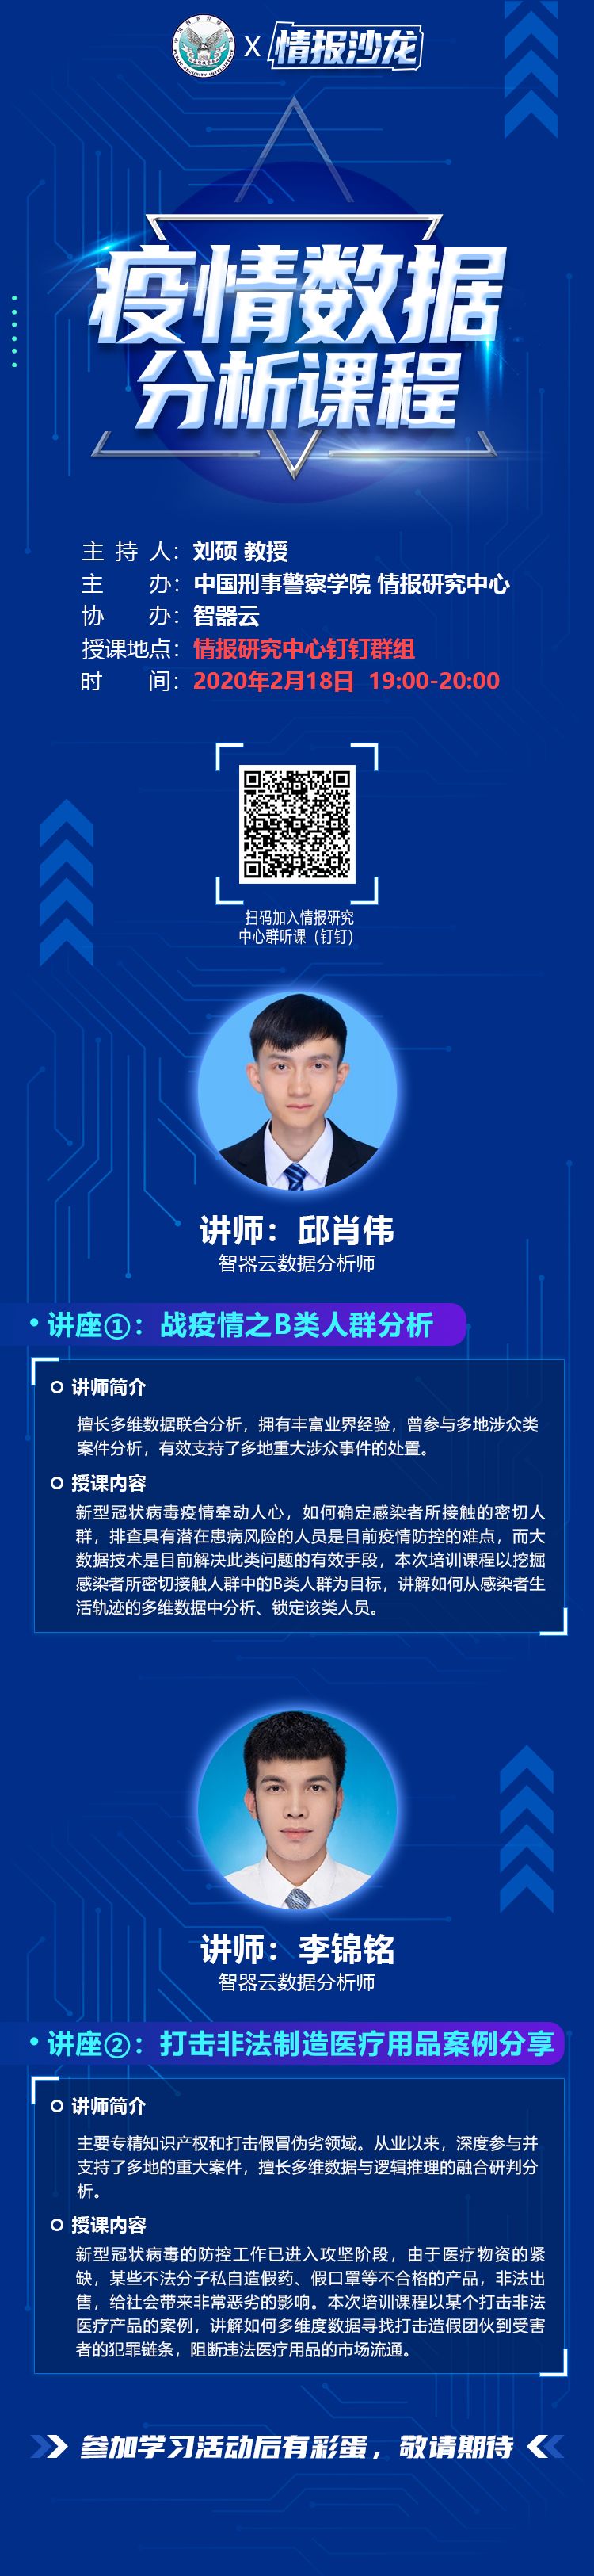 X 情报沙龙
疫情数据
分析课程
主持人：刘硕 教授
主办：中国刑事警察学院 情报研究中心
协办：智器云
授课地点：情报研究中心钉钉群组
时间：2020年2月18日 19:00-20:00
扫码加入情报研究
中心群听课（钉钉）
讲师：邱肖伟
智器云数据分析师
·讲座①：战疫情之B类人群分析
讲师简介
擅长多维数据联合分析，拥有丰富业界经验，曾参与多地涉众类
案件分析，有效支持了多地重大涉众事件的处置。
授课内容
新型冠状病毒疫情牵动人心，如何确定感染者所接触的密切人
群，排查具有潜在患病风险的人员是目前疫情防控的难点，而大
数据技术是目前解决此类问题的有效手段，本次培训课程以挖掘
感染者所密切接触人群中的B类人群为目标，讲解如何从感染者生
活轨迹的多维数据中分析、锁定该类人员。
讲师：李锦铭
智器云数据分析师
·讲座②：打击非法制造医疗用品案例分享
讲师简介
主要专精知识产权和打击假冒伪劣领域。从业以来，深度参与并
支持了多地的重大案件，擅长多维数据与逻辑推理的融合研判分
析。
授课内容
新型冠状病毒的防控工作已进入攻坚阶段，由于医疗物资的紧
缺，某些不法分子私自造假药、假口罩等不合格的产品，非法出
售，给社会带来非常恶劣的影响。本次培训课程以某个打击非法
医疗产品的案例，讲解如何多维度数据寻找打击造假团伙到受害
者的犯罪链条，阻断违法医疗用品的市场流通。
参加学习活动后有彩蛋，敬请期待